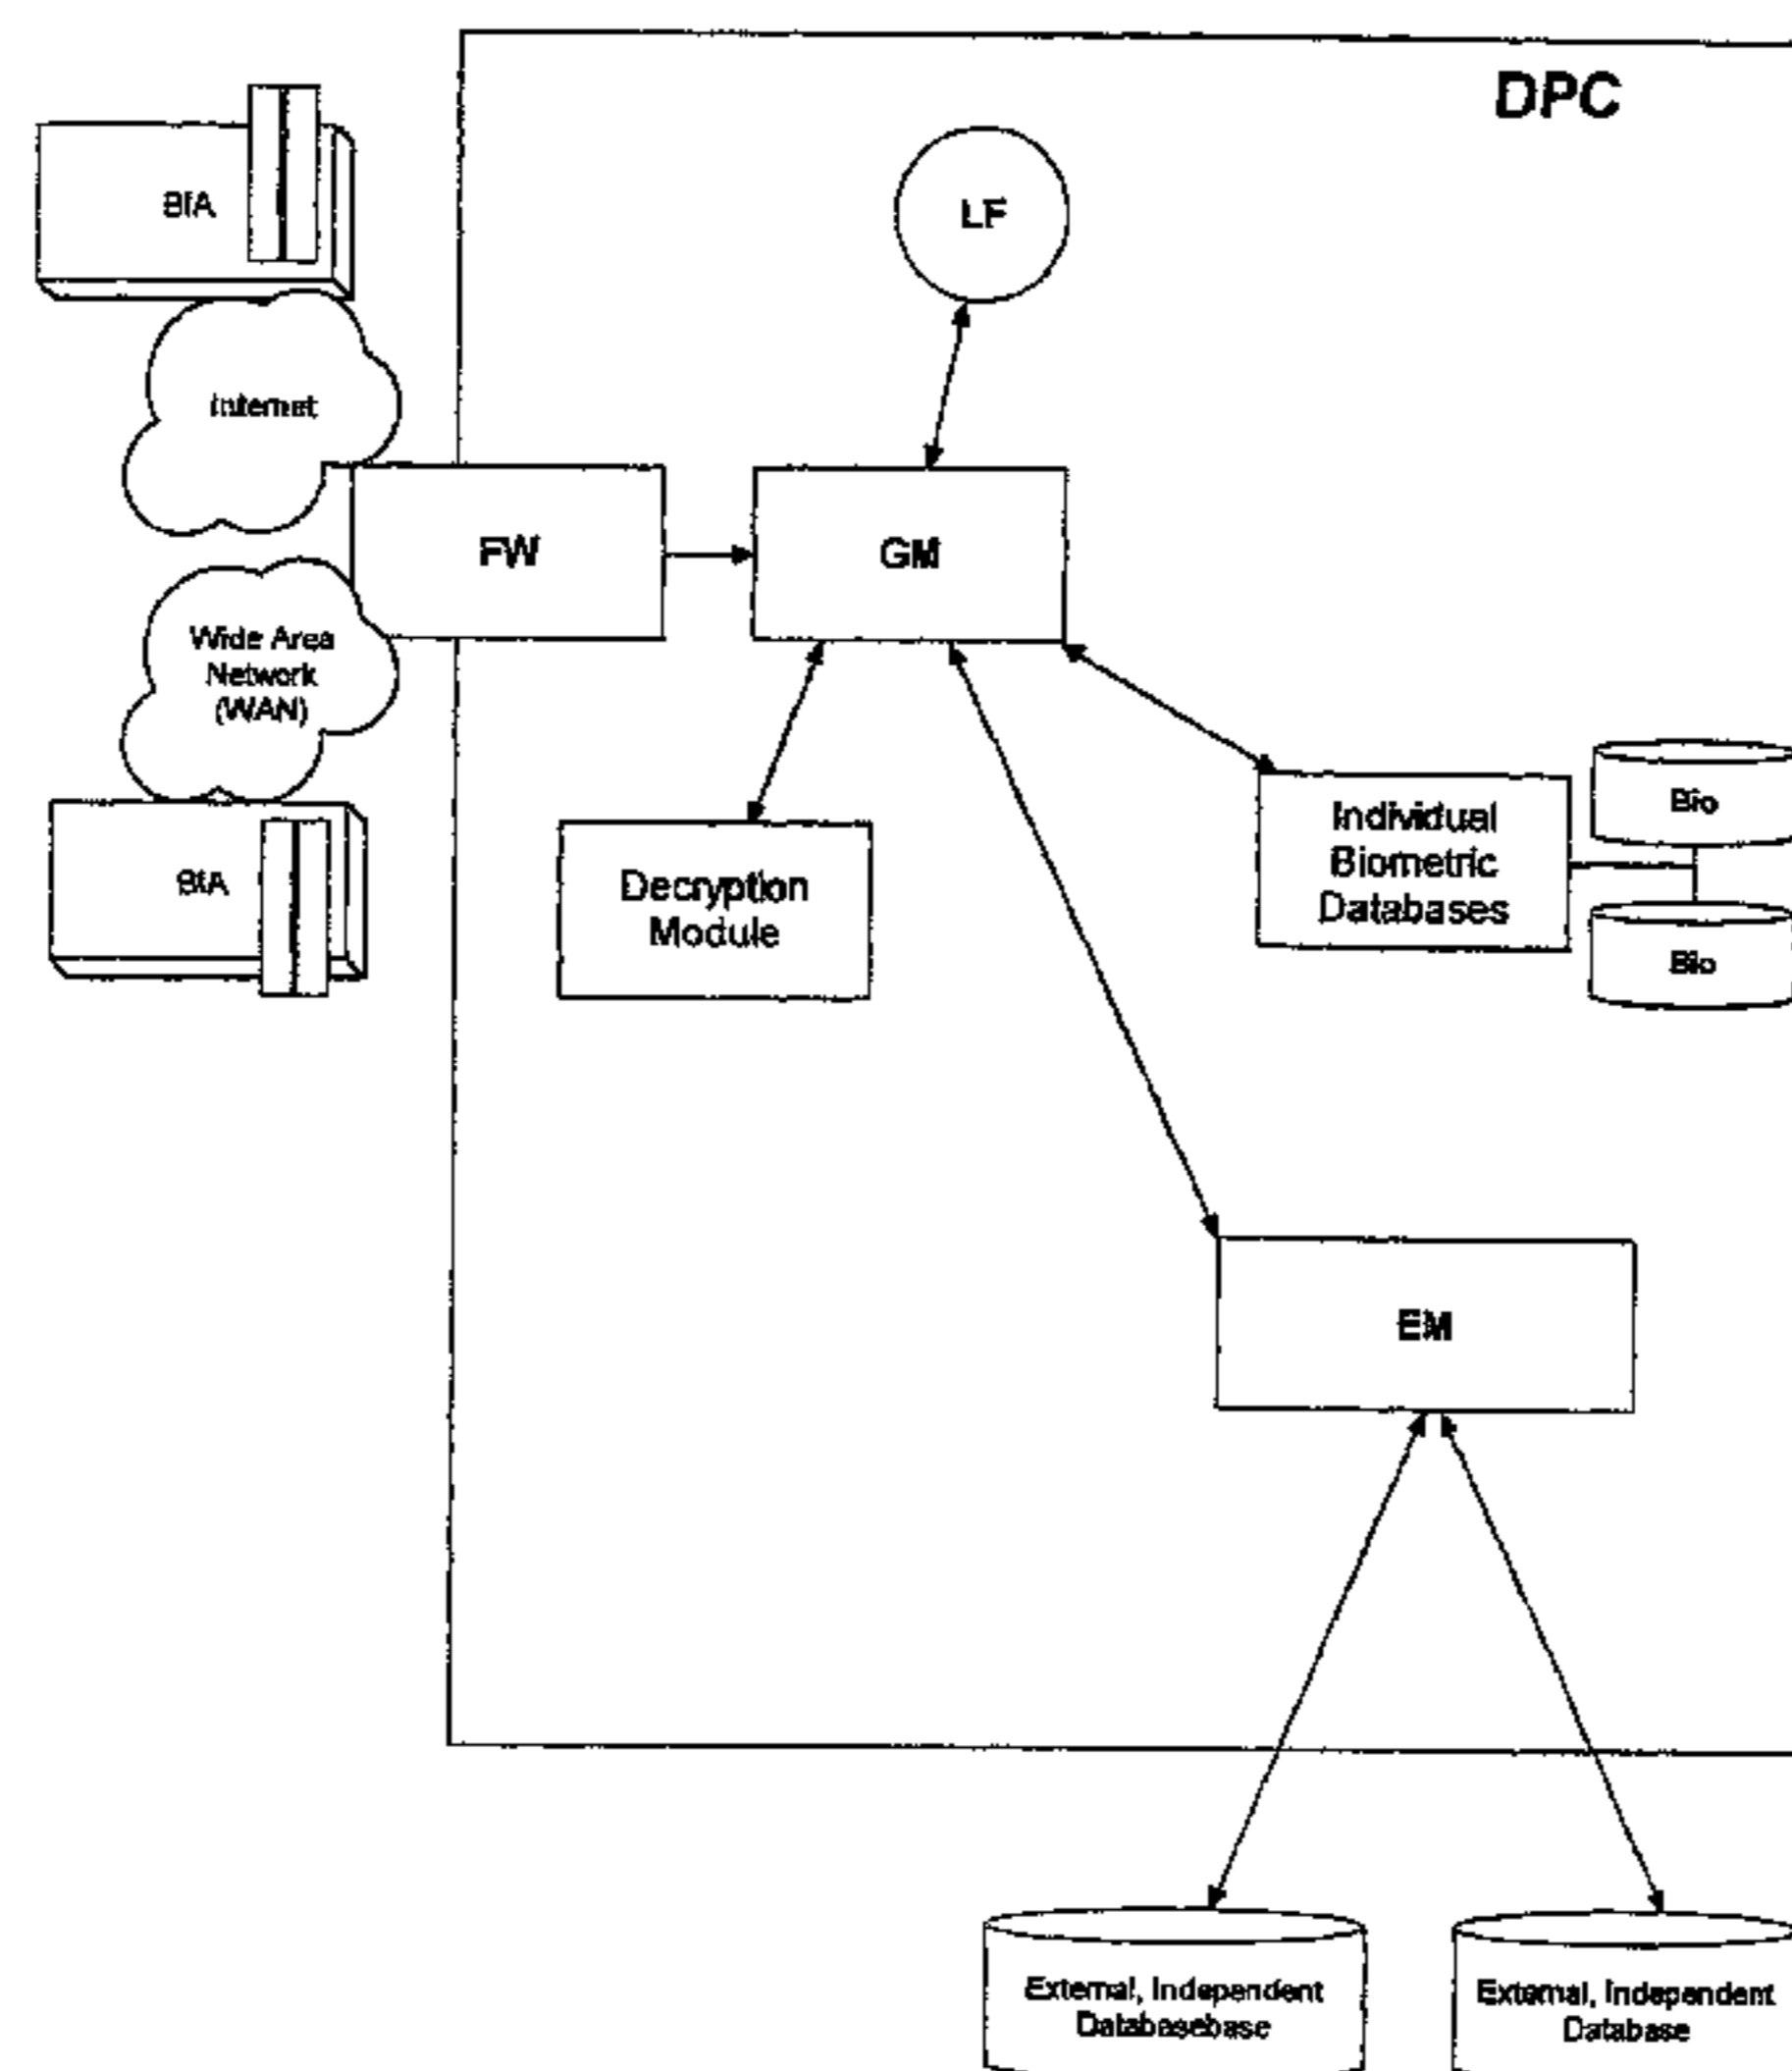 DPC
BIA
LF
Internet
FW
GM
Wide Area
Network
(WAN)
Bio
Individual
Biometric
Databases
BIA
Decryption
Module
Bio
EM
External, Independent
Databasebase
External, Independent
Database